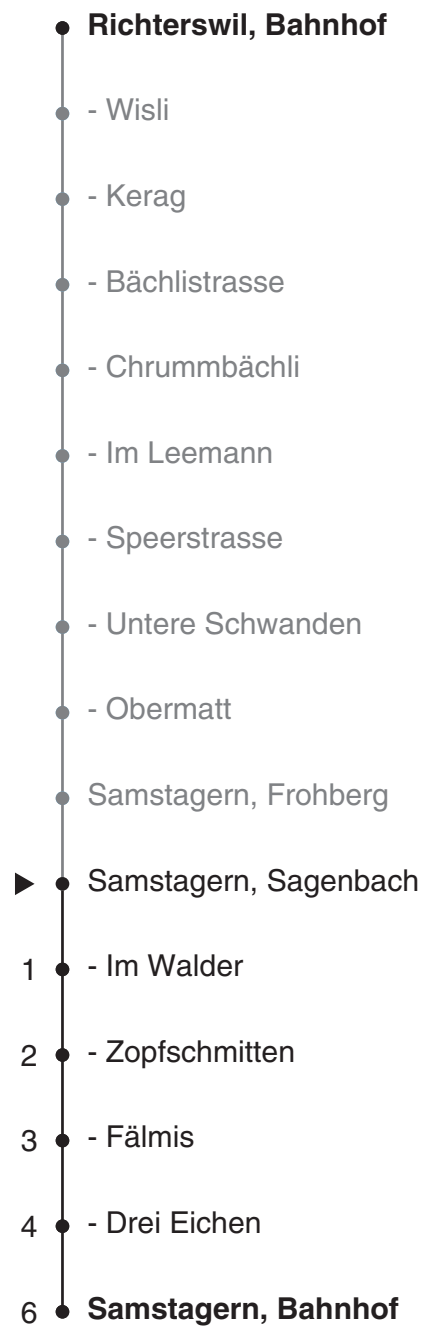 Richterswil, Bahnhof
- Wisli
- Kerag
- Bächlistrasse
- Chrummbächli
- Im Leemann
- Speerstrasse
- Untere Schwanden
- Obermatt
Samstagern, Frohberg
Samstagern, Sagenbach
1 - Im Walder
2 - Zopfschmitten
3 - Fälmis
4 - Drei Eichen
6 Samstagern, Bahnhof